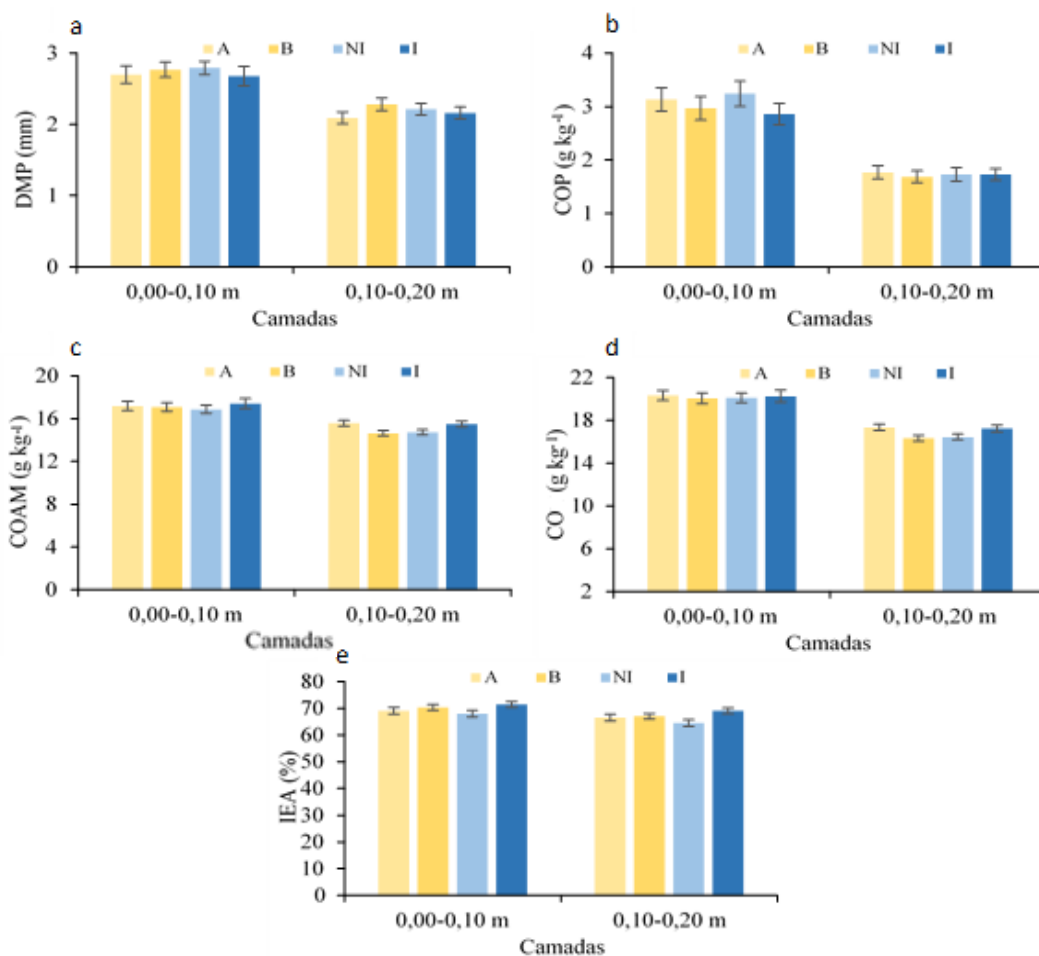 a
A B NI I
DMP (mm)
3
2
1
0
0,00-0,10 m 0,10-0,20 m
Camadas
b
A B NI I
COP (g kg-1)
4
3
2
1
0
0,00-0,10 m 0,10-0,20 m
Camadas
c
A B NI I
COAM (g kg-1)
20
16
12
8
4
0
0,00-0,10 m 0,10-0,20 m
Camadas
d
A B NI I
CO (g kg-1)
22
18
14
10
6
2
0,00-0,10 m 0,10-0,20 m
Camadas
e
A B NI I
IEA (%)
80
70
60
50
40
30
20
10
0
0,00-0,10 m 0,10-0,20 m
Camadas